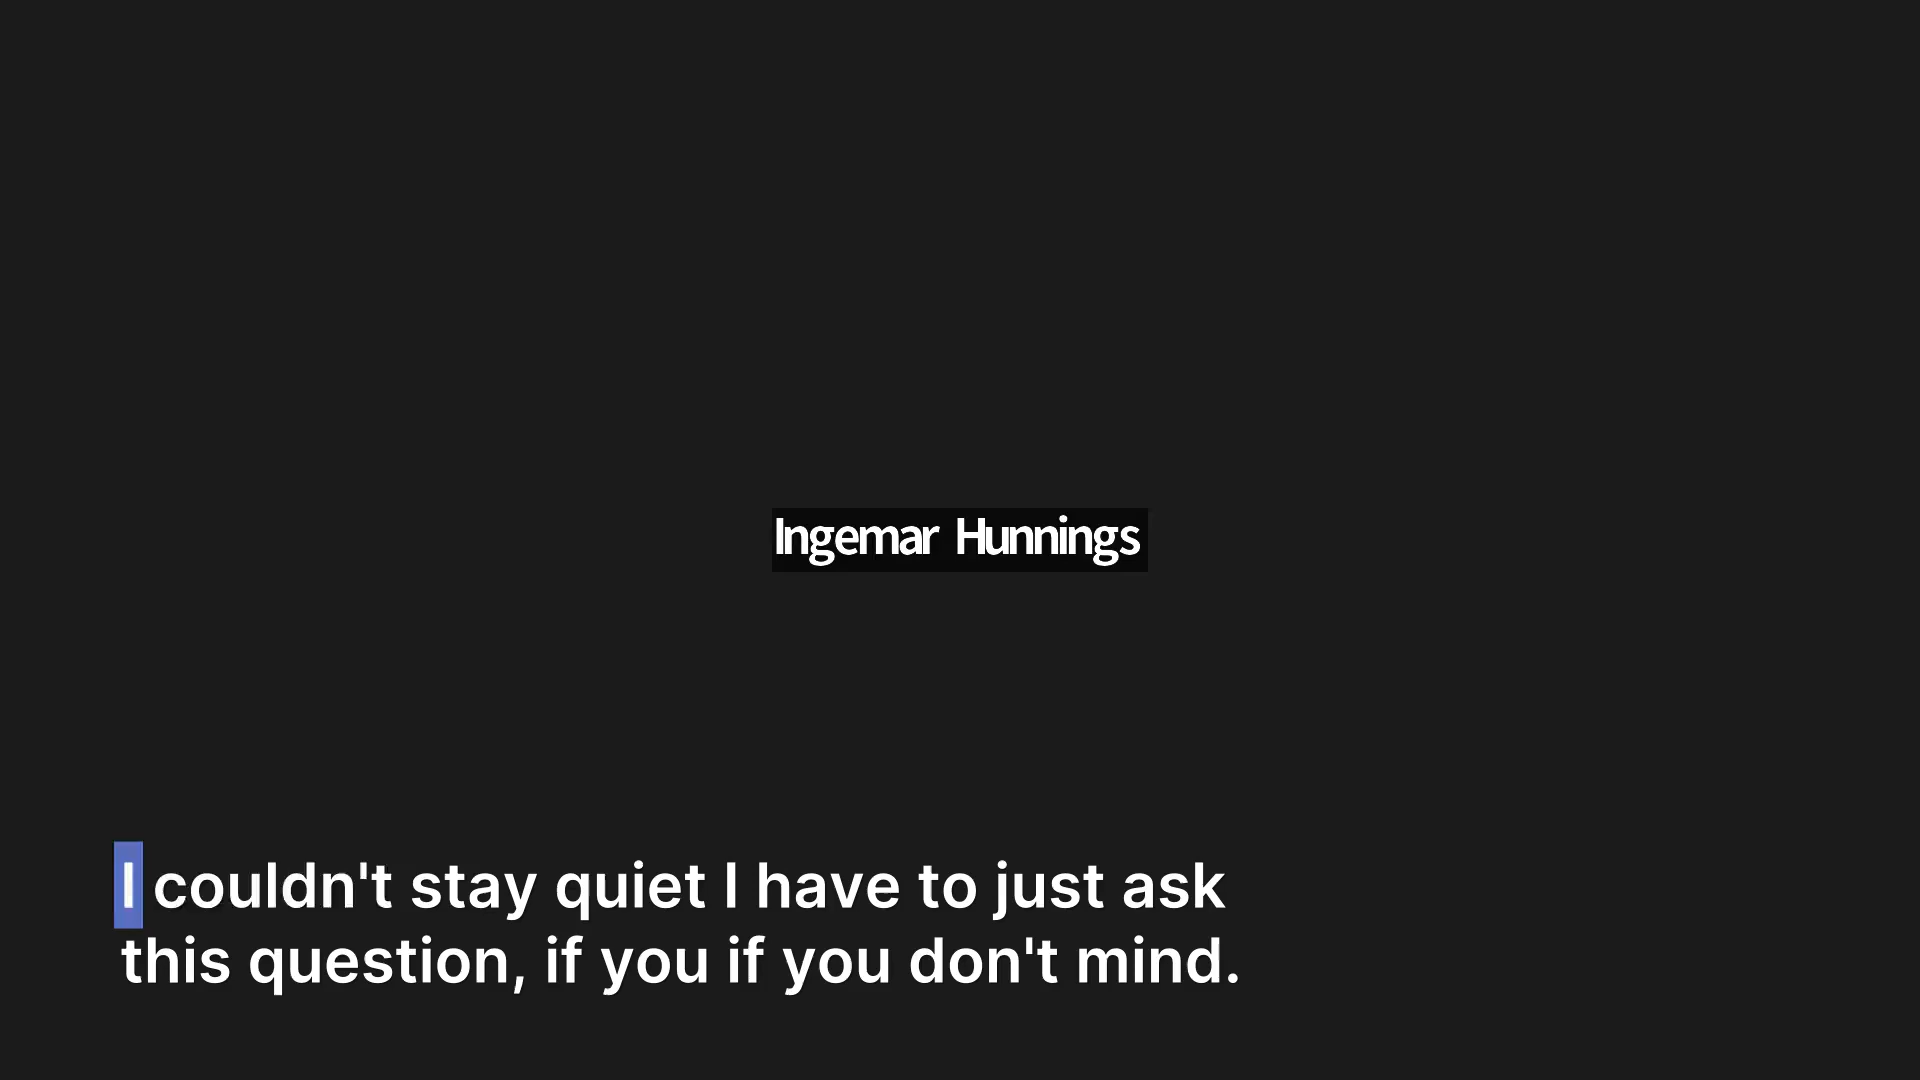 Ingemar Hunnings
I couldn't stay quiet I have to just ask
this question, if you if you don't mind.